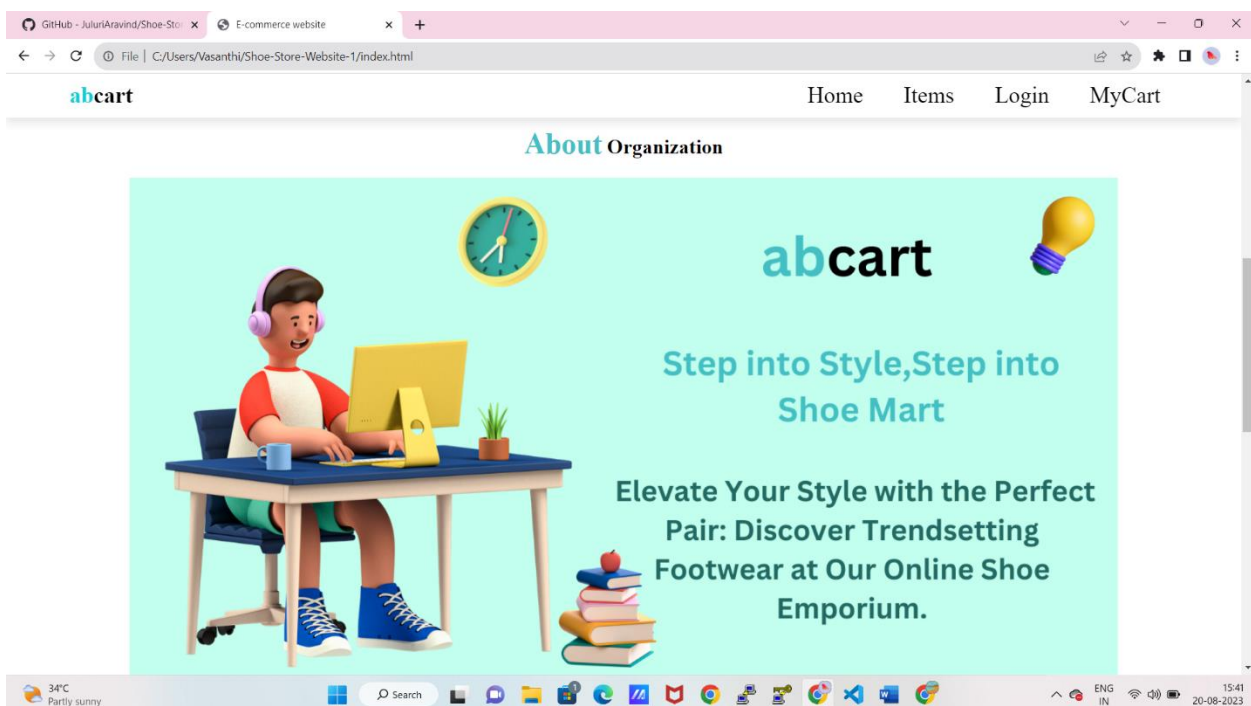 GitHub - JuluriAravind/Shoe-Sto
E-commerce website
File | C:/Users/Vasanthi/Shoe-Store-Website-1/index.html
abcart
Home Items Login MyCart
About Organization
abcart
Step into Style,Step into
Shoe Mart
Elevate Your Style with the Perfect
Pair: Discover Trendsetting
Footwear at Our Online Shoe
Emporium.
34°C
Partly sunny
Search
ENG
IN
15:41
20-08-2023